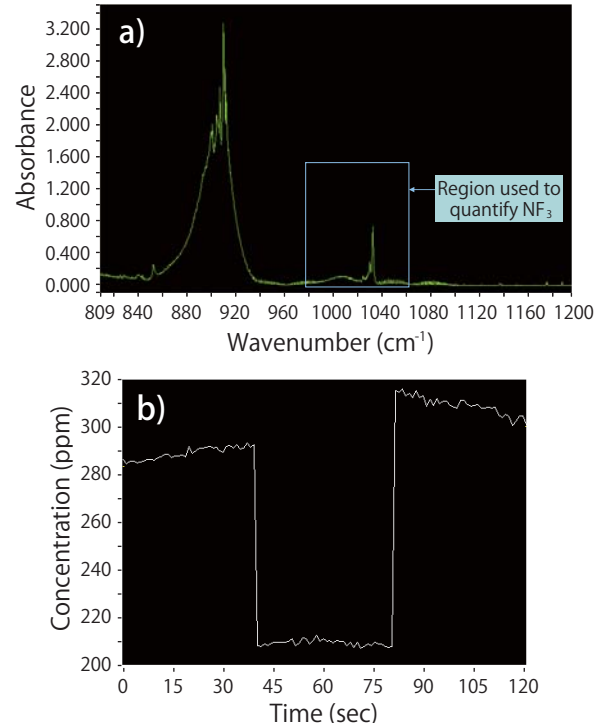 a)
3.200
2.800
2.400
2.000
1.600
1.200
0.800
0.400
0.000
Absorbance
Region used to
quantify NF₃
809 840 880 920 960 1000 1040 1080 1120 1160 1200
Wavenumber (cm⁻¹)
b)
320
300
280
260
240
220
200
Concentration (ppm)
0 15 30 45 60 75 90 105 120
Time (sec)